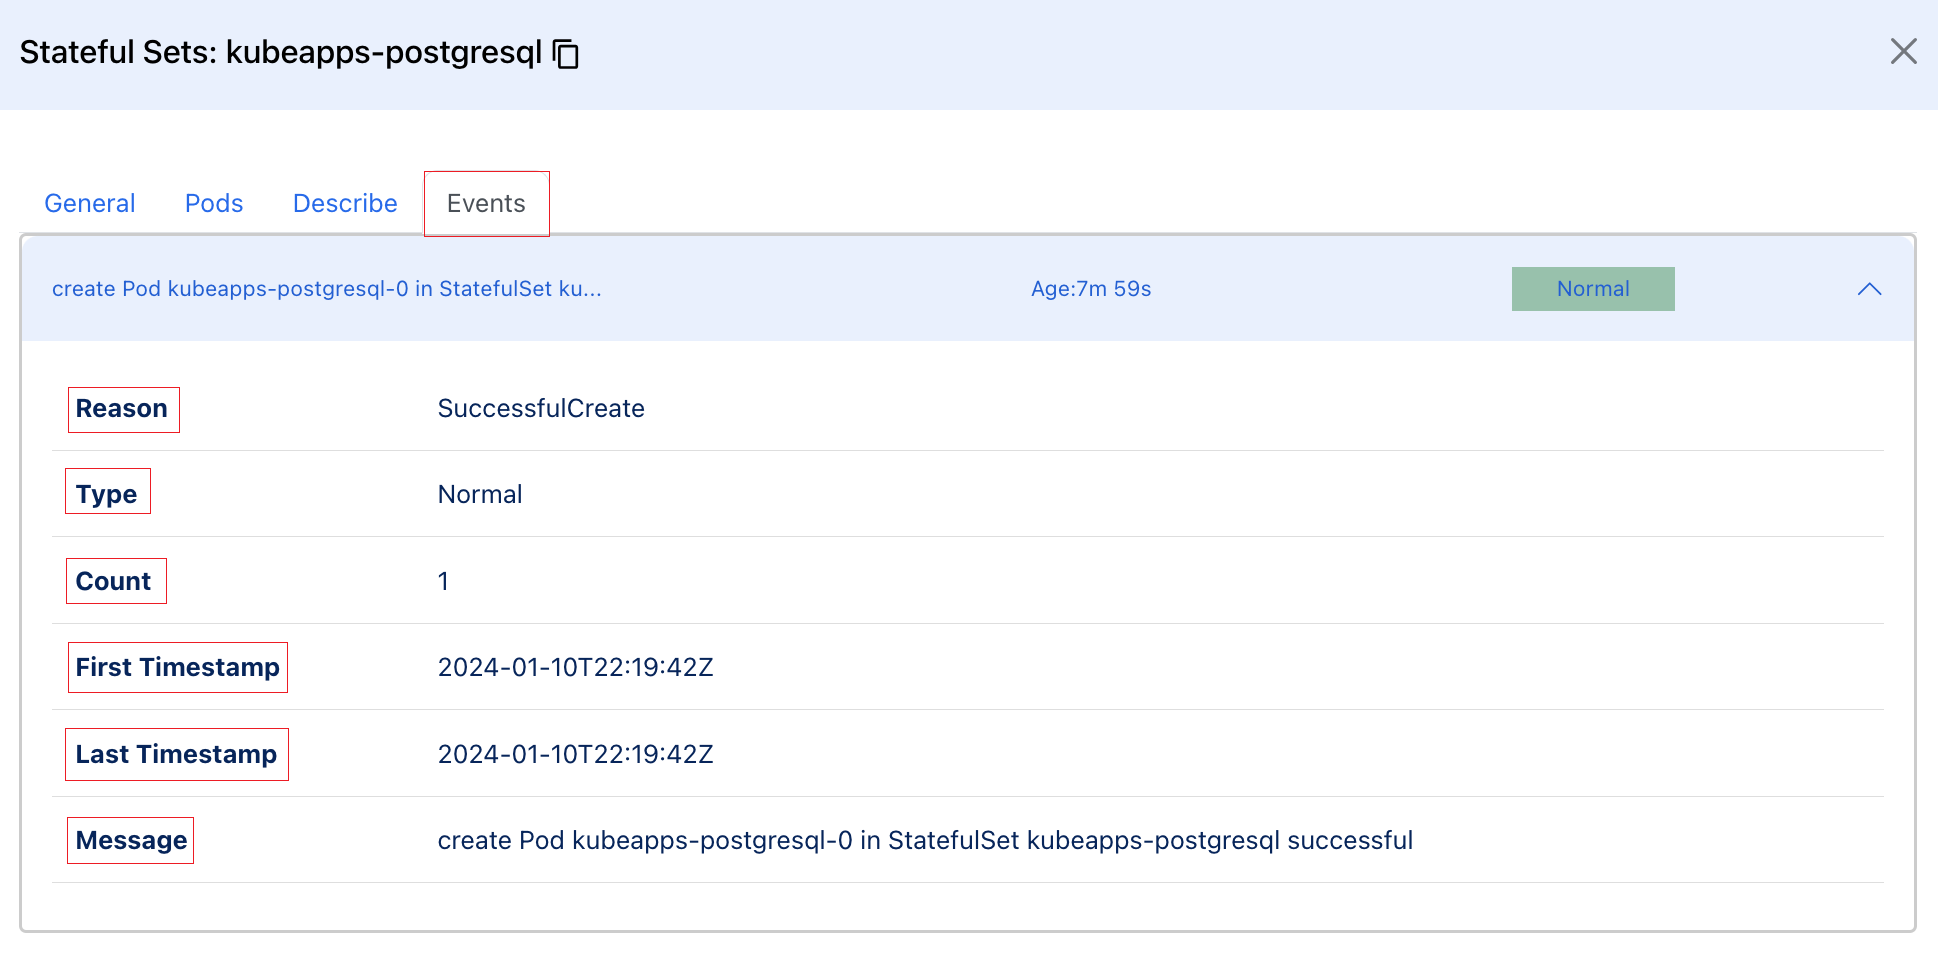 Stateful Sets: kubeapps-postgresql
General Pods Describe Events
create Pod kubeapps-postgresql-0 in StatefulSet ku... Age:7m 59s Normal
Reason SuccessfulCreate
Type Normal
Count 1
First Timestamp 2024-01-10T22:19:42Z
Last Timestamp 2024-01-10T22:19:42Z
Message create Pod kubeapps-postgresql-0 in StatefulSet kubeapps-postgresql successful